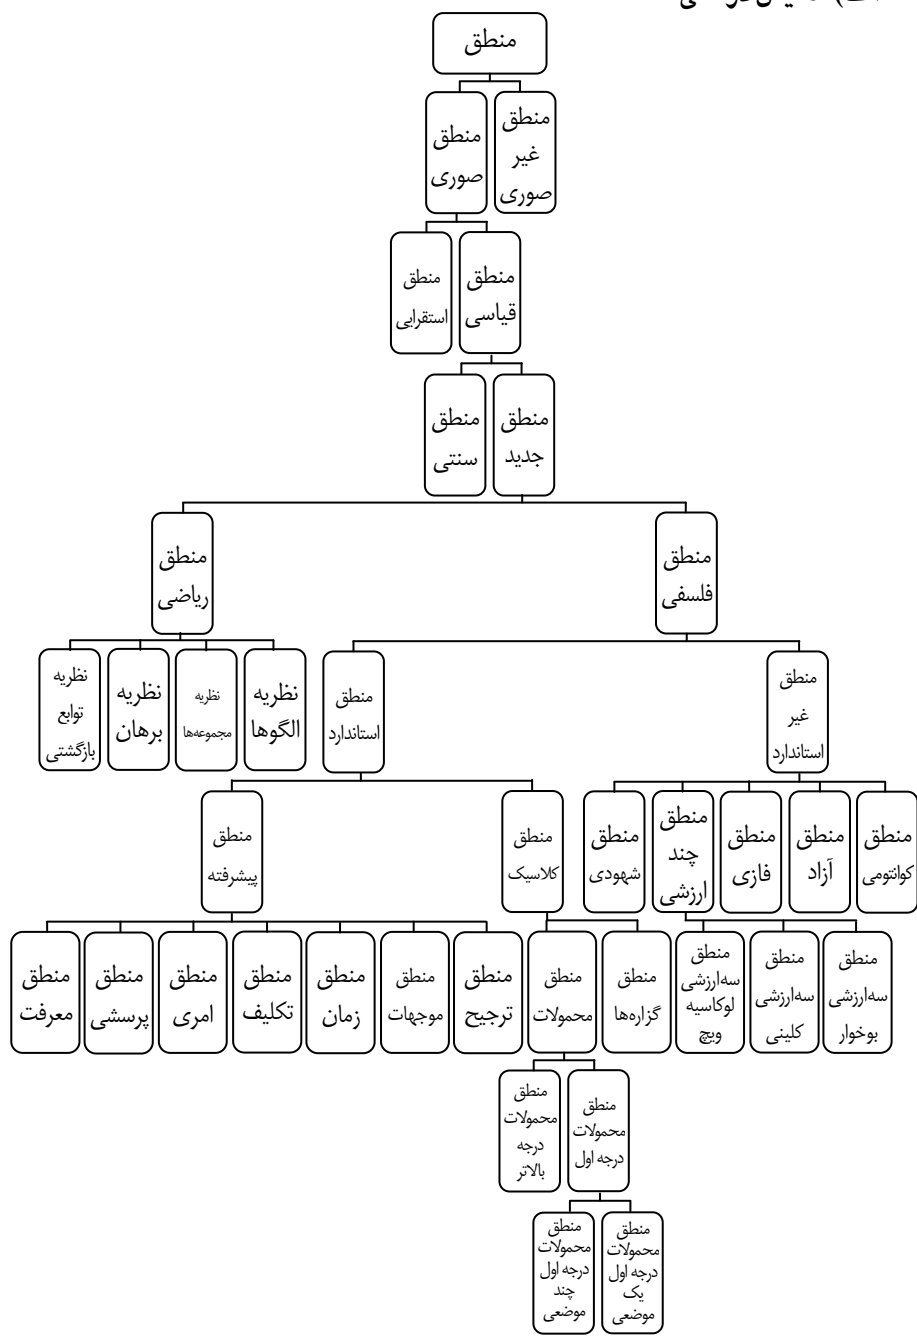 منطق
منطق
غیر
صوری
منطق
صوری
منطق
قیاسی
منطق
استقرایی
منطق
جدید
منطق
سنتی
منطق
فلسفی
منطق
ریاضی
منطق
غیر
استاندارد
منطق
استاندارد
نظریه
الگوها
نظریه
مجموعه‌ها
نظریه
برهان
نظریه
توابع
بازگشتی
منطق
کوانتومی
منطق
آزاد
منطق
فازی
منطق
چند
ارزشی
منطق
شهودی
منطق
کلاسیک
منطق
پیشرفته
منطق
سه‌ارزشی
بوخوار
منطق
سه‌ارزشی
کلینی
منطق
سه‌ارزشی
لوکاسیه
ویچ
منطق
گزاره‌ها
منطق
محمولات
منطق
ترجیح
منطق
موجهات
منطق
زمان
منطق
تکلیف
منطق
امری
منطق
پرسشی
منطق
معرفت
منطق
محمولات
درجه اول
منطق
محمولات
درجه
بالاتر
منطق
محمولات
درجه اول
یک
موضعی
منطق
محمولات
درجه اول
چند
موضعی